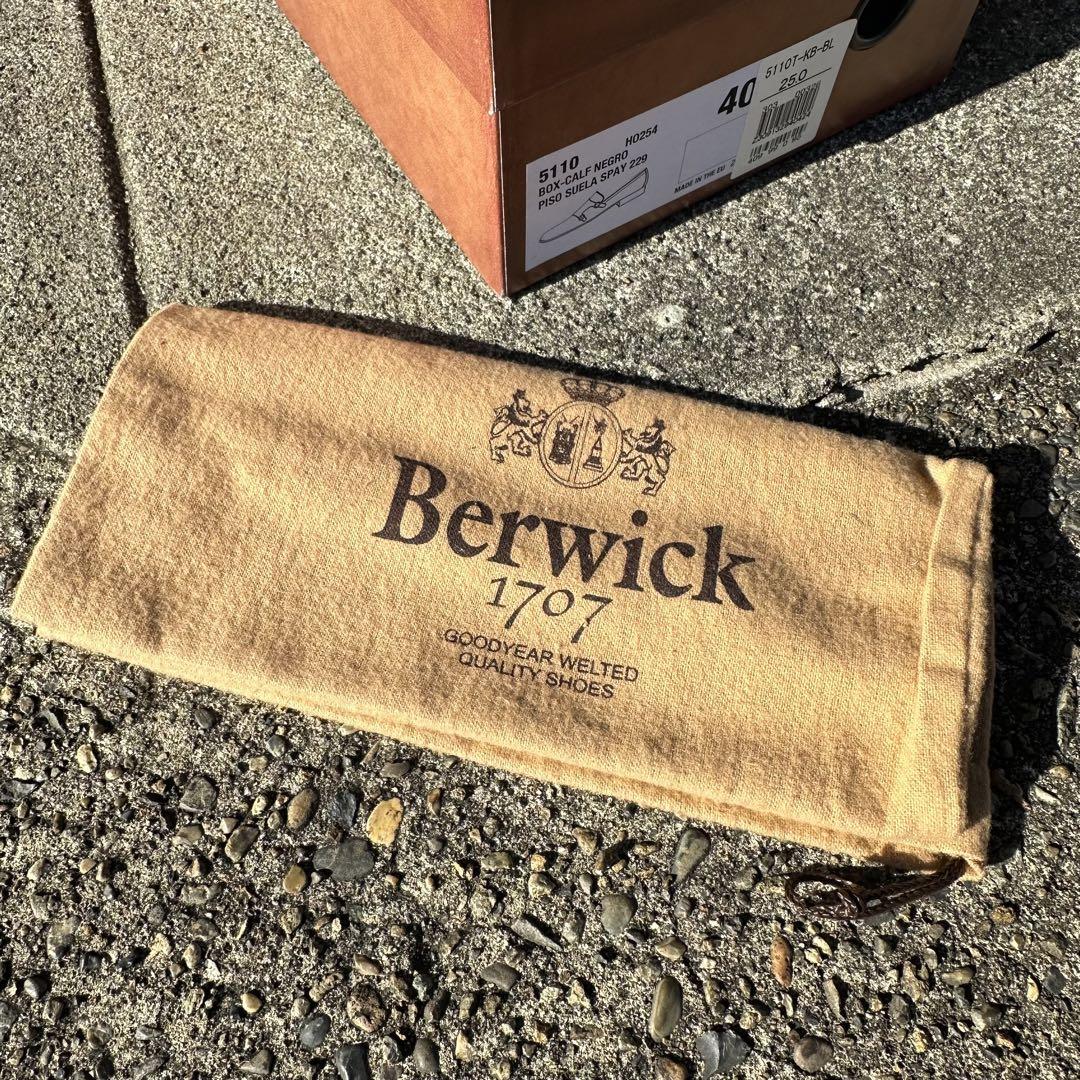 5110
HO254
40
BOX-CALF NEGRO
PISO SUELA SPAY 229
MADE IN THE EU
5110T-KB-BL
25.0
Berwick
1707
GOODYEAR WELTED
QUALITY SHOES